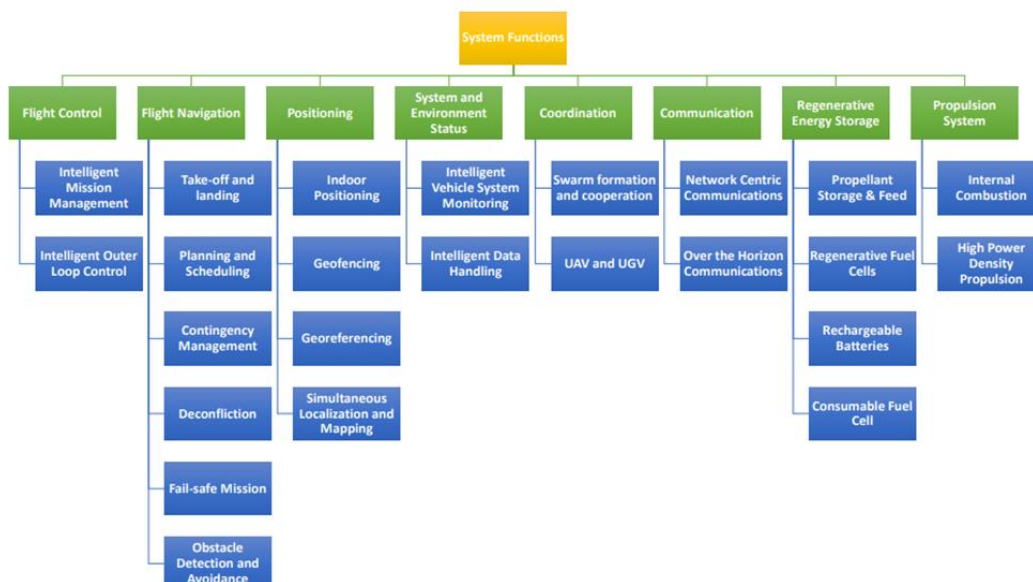 System Functions
Flight Control
Flight Navigation
Positioning
System and
Environment
Status
Coordination
Communication
Regenerative
Energy Storage
Propulsion
System
Intelligent
Mission
Management
Intelligent Outer
Loop Control
Take-off and
landing
Planning and
Scheduling
Contingency
Management
Deconfliction
Fail-safe Mission
Obstacle
Detection and
Avoidance
Indoor
Positioning
Geofencing
Georeferencing
Simultaneous
Localization and
Mapping
Intelligent
Vehicle System
Monitoring
Intelligent Data
Handling
Swarm formation
and cooperation
UAV and UGV
Network Centric
Communications
Over the Horizon
Communications
Propellant
Storage & Feed
Regenerative Fuel
Cells
Rechargeable
Batteries
Consumable Fuel
Cell
Internal
Combustion
High Power
Density
Propulsion